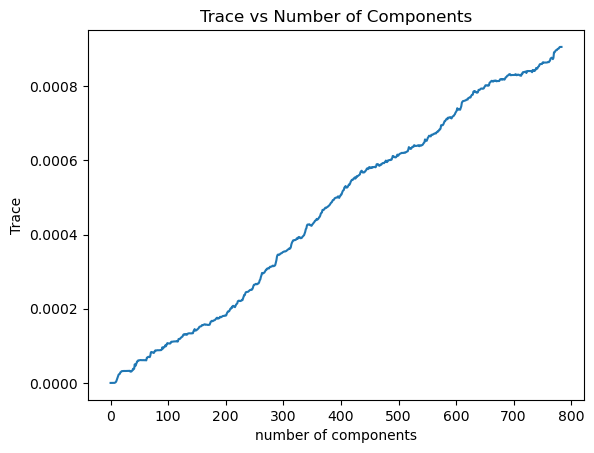 Trace vs Number of Components
Trace
0.0008
0.0006
0.0004
0.0002
0.0000
0 100 200 300 400 500 600 700 800
number of components